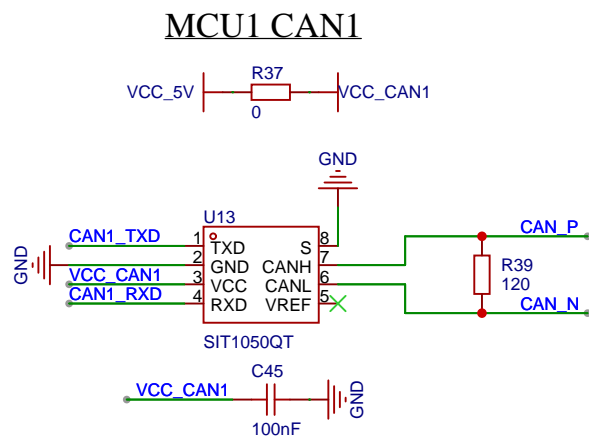 MCU1 CAN1
R37
VCC_5V
VCC_CAN1
0
GND
U13
CAN1_TXD 1 TXD S 8 CAN_P
GND 2 GND CANH 7
VCC_CAN1 3 VCC CANL 6
CAN1_RXD 4 RXD VREF 5 CAN_N
R39
120
SIT1050QT
C45
VCC_CAN1
GND
100nF